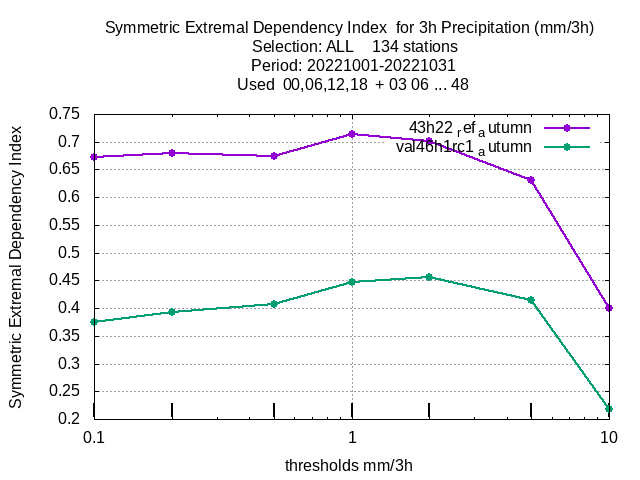 Symmetric Extremal Dependency Index  for 3h Precipitation (mm/3h)
Selection: ALL    134 stations
Period: 20221001-20221031
Used  00,06,12,18  + 03 06 ... 48
43h22 ref autumn
val46h1rc1 autumn
Symmetric Extremal Dependency Index
0.75
0.7
0.65
0.6
0.55
0.5
0.45
0.4
0.35
0.3
0.25
0.2
0.1 1 10
thresholds mm/3h